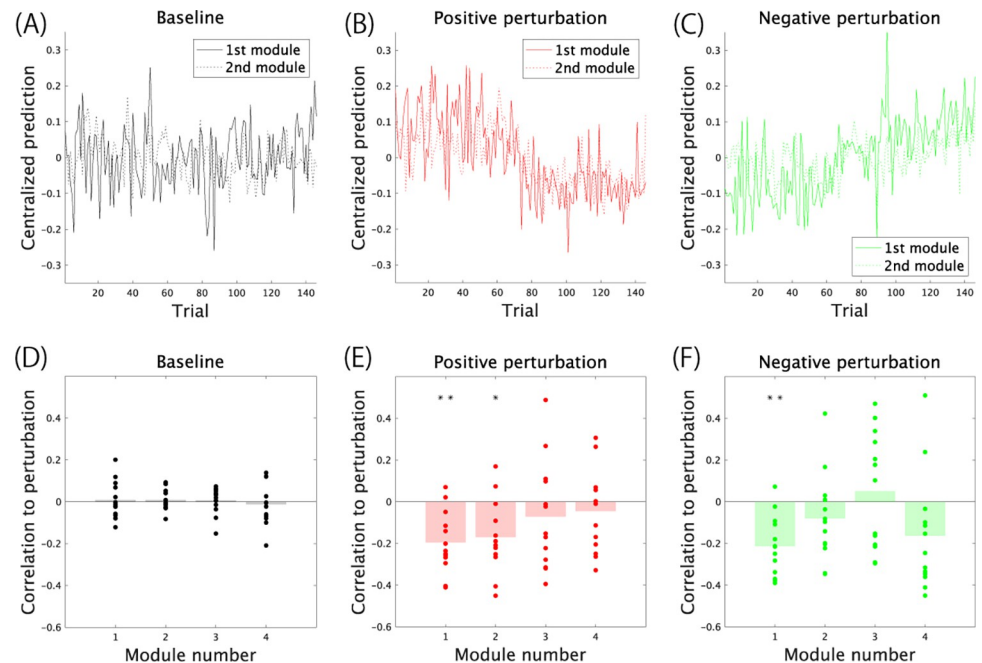 (A)
Baseline
Centralized prediction
0.3
0.2
0.1
0
-0.1
-0.2
-0.3
1st module
2nd module
20 40 60 80 100 120 140
Trial
(B)
Positive perturbation
Centralized prediction
0.3
0.2
0.1
0
-0.1
-0.2
-0.3
1st module
2nd module
20 40 60 80 100 120 140
Trial
(C)
Negative perturbation
Centralized prediction
0.3
0.2
0.1
0
-0.1
-0.2
-0.3
1st module
2nd module
20 40 60 80 100 120 140
Trial
(D)
Baseline
Correlation to perturbation
0.4
0.2
0
-0.2
-0.4
-0.6
1 2 3 4
Module number
(E)
Positive perturbation
Correlation to perturbation
0.4
0.2
0
-0.2
-0.4
-0.6
* * *
1 2 3 4
Module number
(F)
Negative perturbation
Correlation to perturbation
0.4
0.2
0
-0.2
-0.4
-0.6
* *
1 2 3 4
Module number